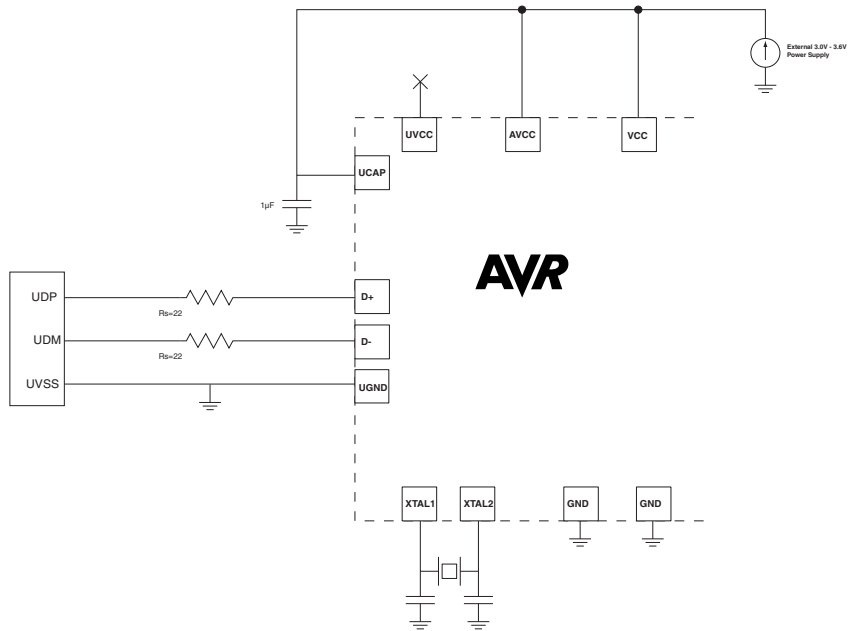 External 3.0V - 3.6V
Power Supply
UVCC
AVCC
VCC
UCAP
1µF
AVR
UDP
Rs=22
D+
UDM
Rs=22
D-
UVSS
UGND
XTAL1
XTAL2
GND
GND